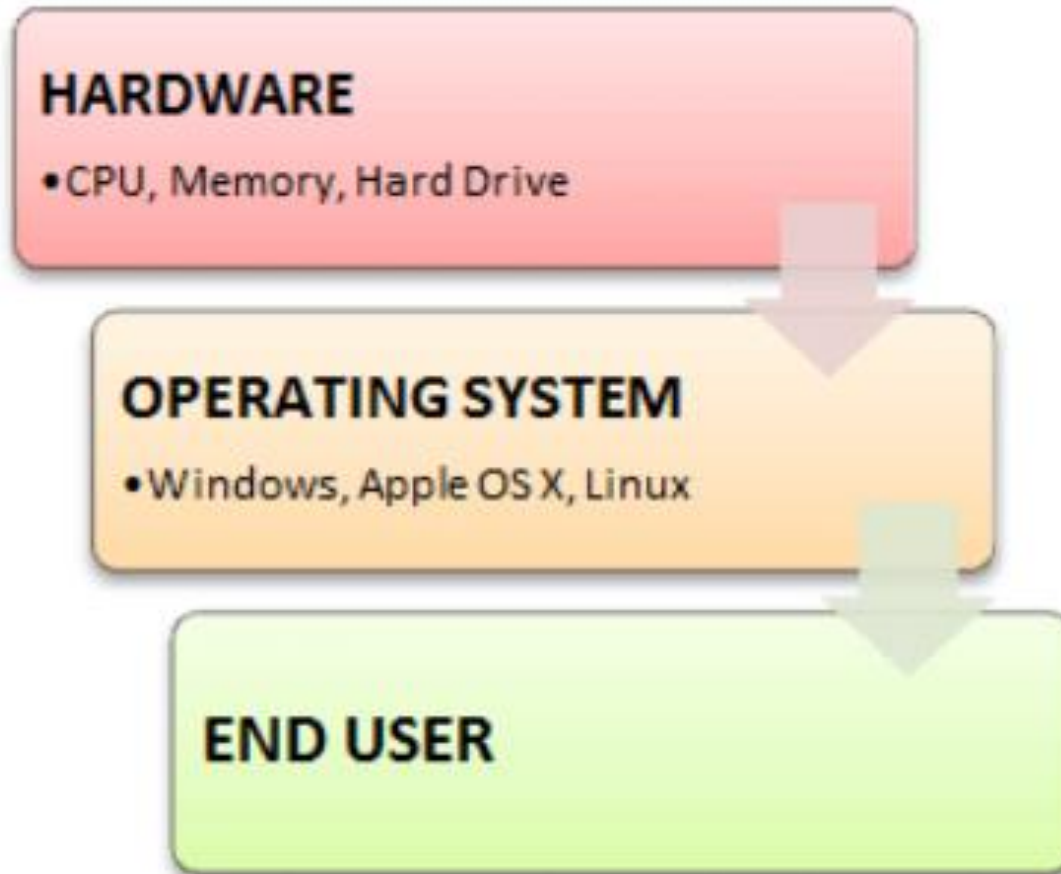 HARDWARE
•CPU, Memory, Hard Drive
OPERATING SYSTEM
•Windows, Apple OS X, Linux
END USER